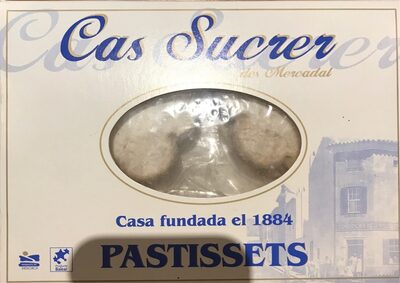 Cas Sucrer
des Mercadal
Casa fundada el 1884
PASTISSETS